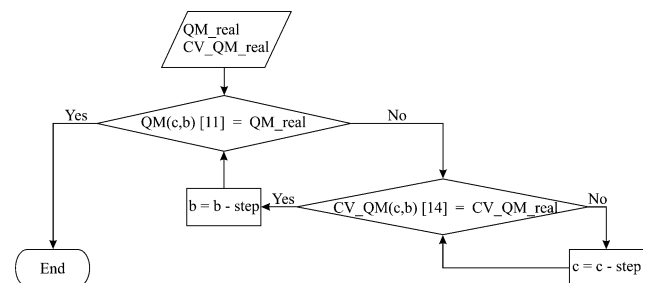 QM_real
CV_QM_real
Yes
QM(c,b) [11] = QM_real
No
b = b - step
Yes
CV_QM(c,b) [14] = CV_QM_real
No
End
c = c - step